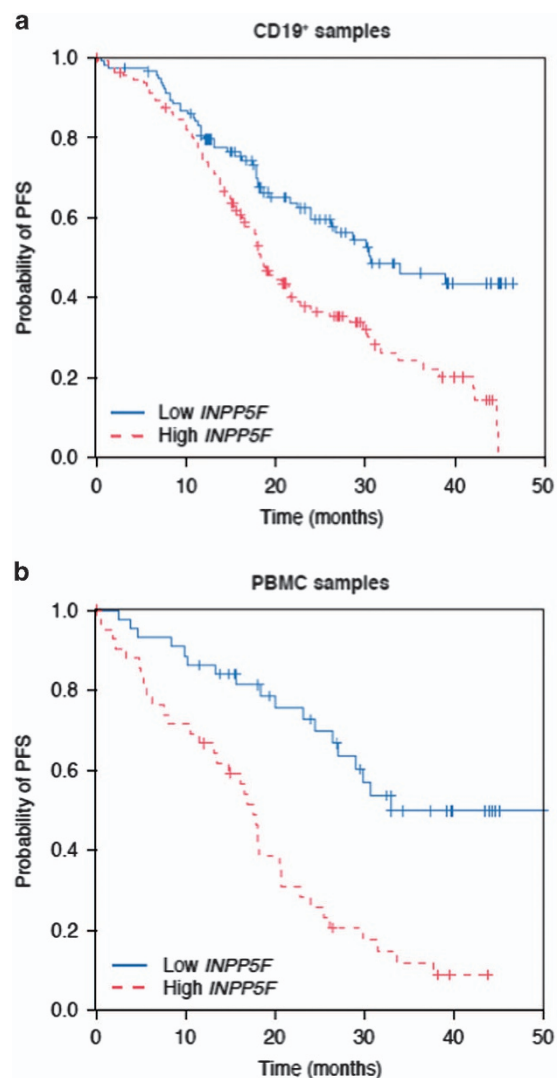 a
CD19+ samples
1.0
0.8
0.6
0.4
0.2
0.0
Probability of PFS
Low INPP5F
High INPP5F
0 10 20 30 40 50
Time (months)
b
PBMC samples
1.0
0.8
0.6
0.4
0.2
0.0
Probability of PFS
Low INPP5F
High INPP5F
0 10 20 30 40 50
Time (months)